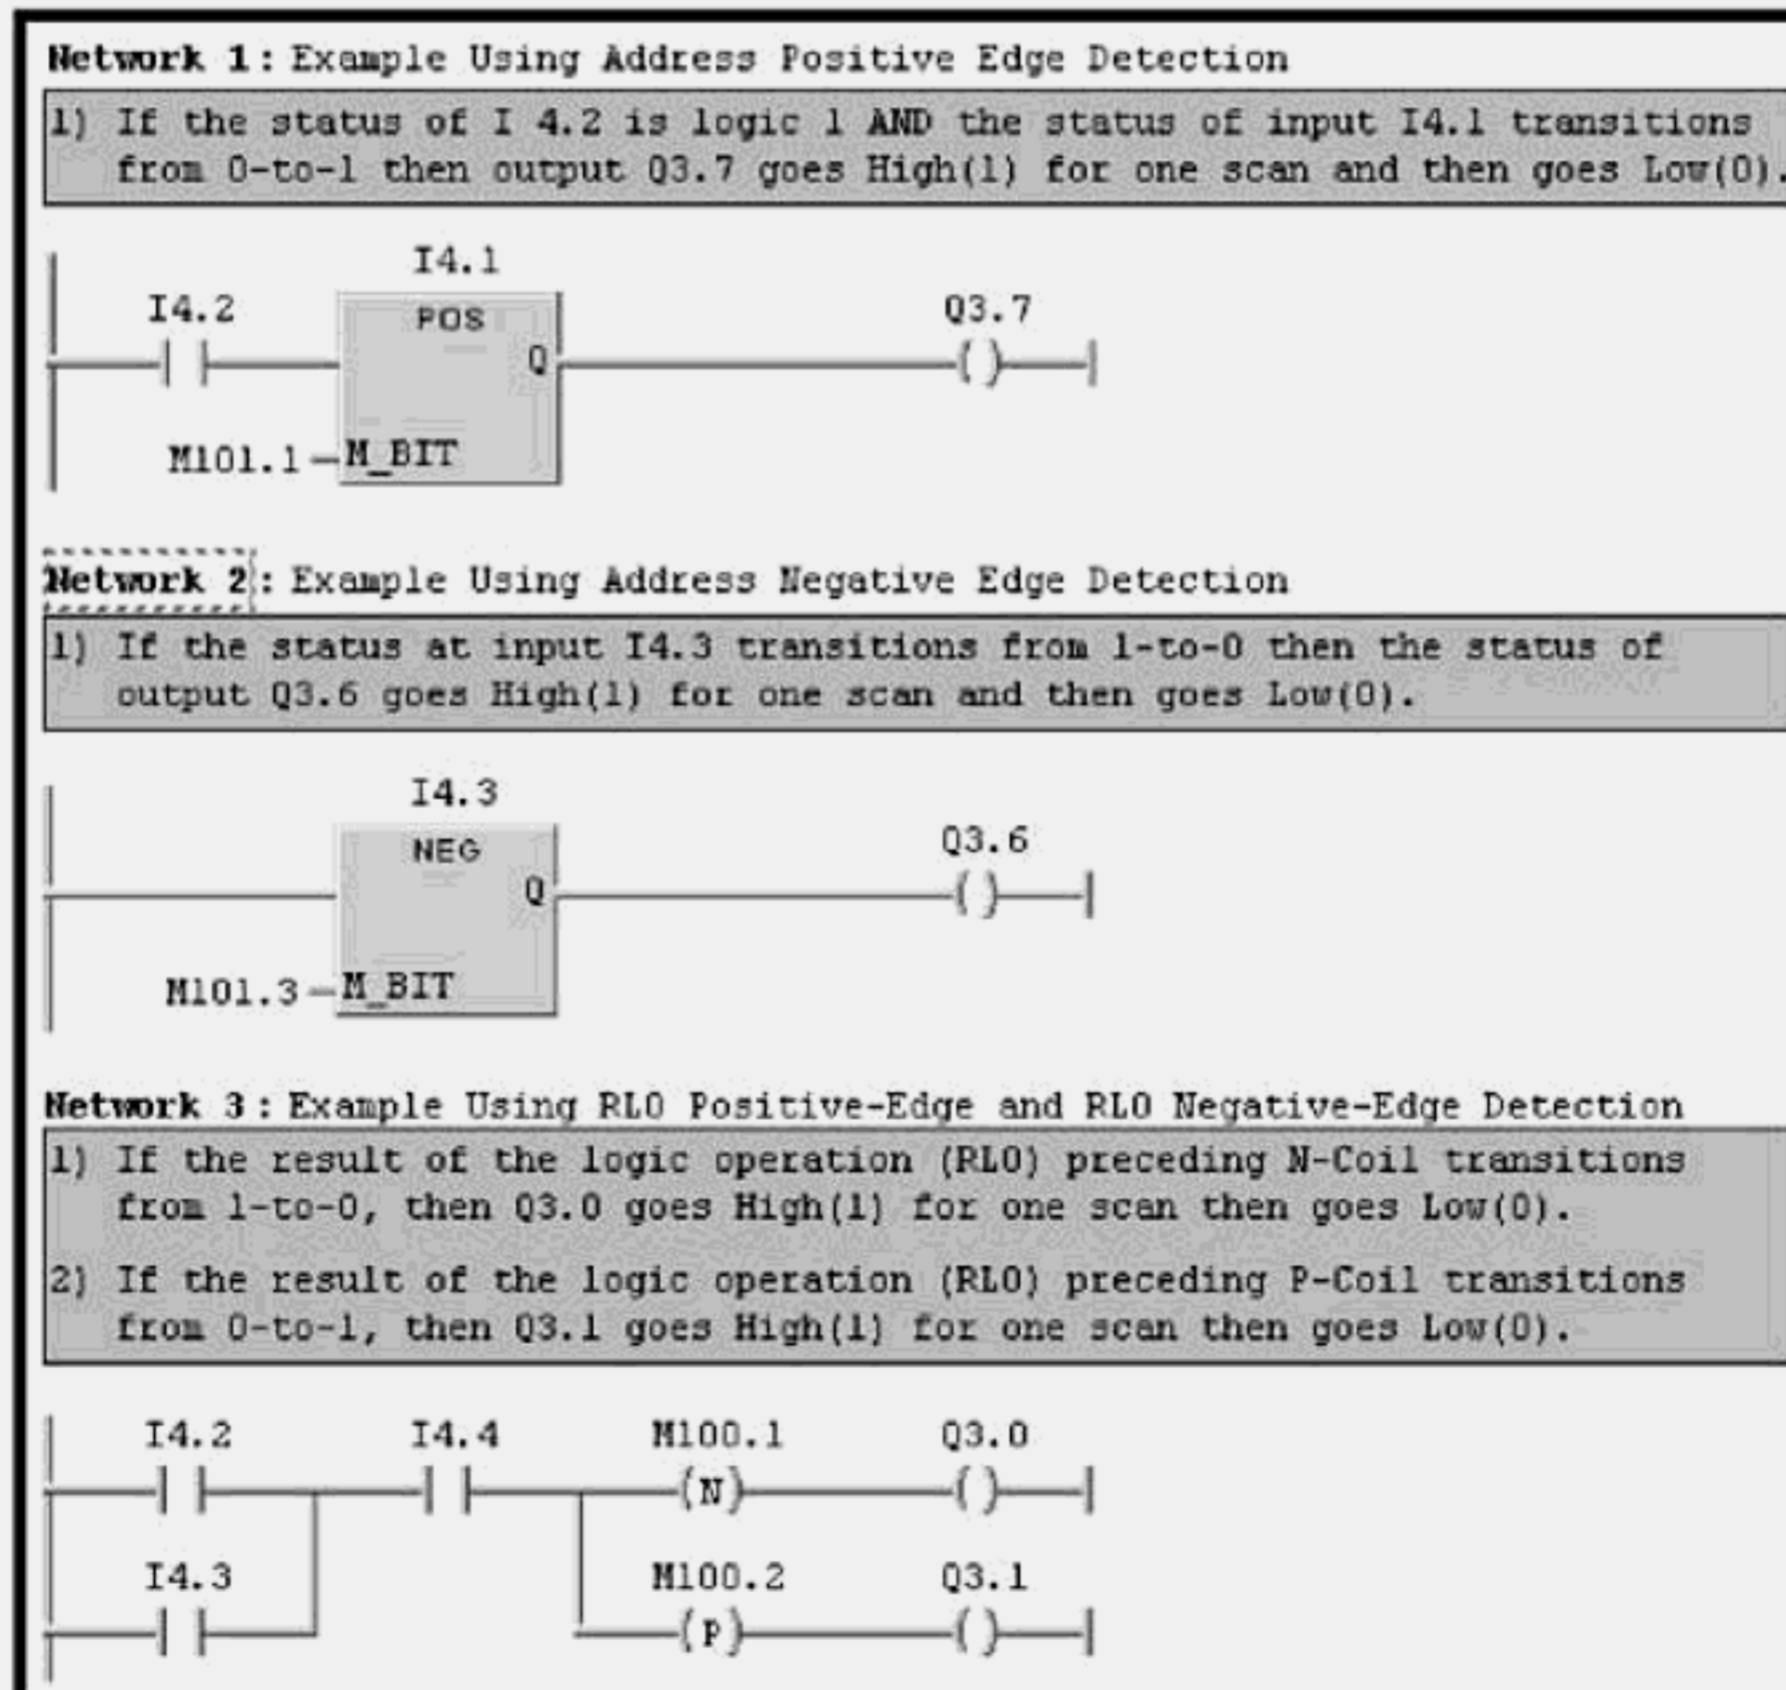 Network 1: Example Using Address Positive Edge Detection
1) If the status of I 4.2 is logic 1 AND the status of input I4.1 transitions
from 0-to-1 then output Q3.7 goes High(1) for one scan and then goes Low(0).
I4.1
I4.2
POS
Q3.7
Q
M101.1
M_BIT
Network 2: Example Using Address Negative Edge Detection
1) If the status at input I4.3 transitions from 1-to-0 then the status of
output Q3.6 goes High(1) for one scan and then goes Low(0).
I4.3
NEG
Q3.6
Q
M101.3
M_BIT
Network 3: Example Using RLO Positive-Edge and RLO Negative-Edge Detection
1) If the result of the logic operation (RLO) preceding N-Coil transitions
from 1-to-0, then Q3.0 goes High(1) for one scan then goes Low(0).
2) If the result of the logic operation (RLO) preceding P-Coil transitions
from 0-to-1, then Q3.1 goes High(1) for one scan then goes Low(0).
I4.2 I4.4 M100.1 Q3.0
(N) ( )
I4.3 M100.2 Q3.1
(P) ( )